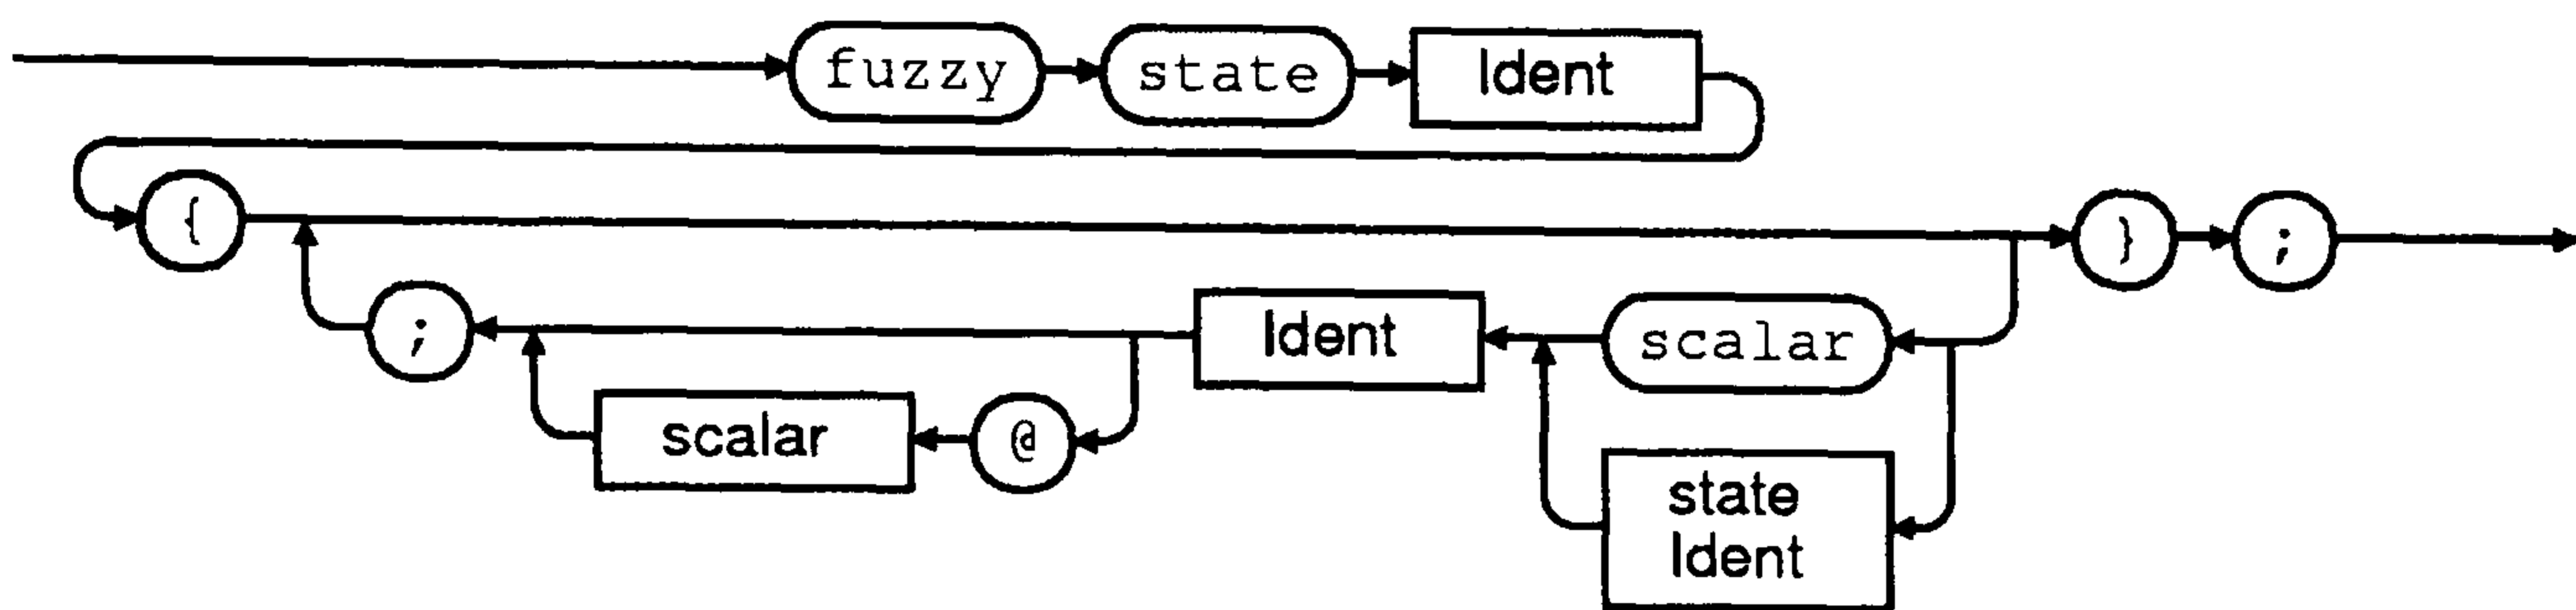 fuzzy state Ident
{ } ;
; Ident scalar
scalar @
state
Ident